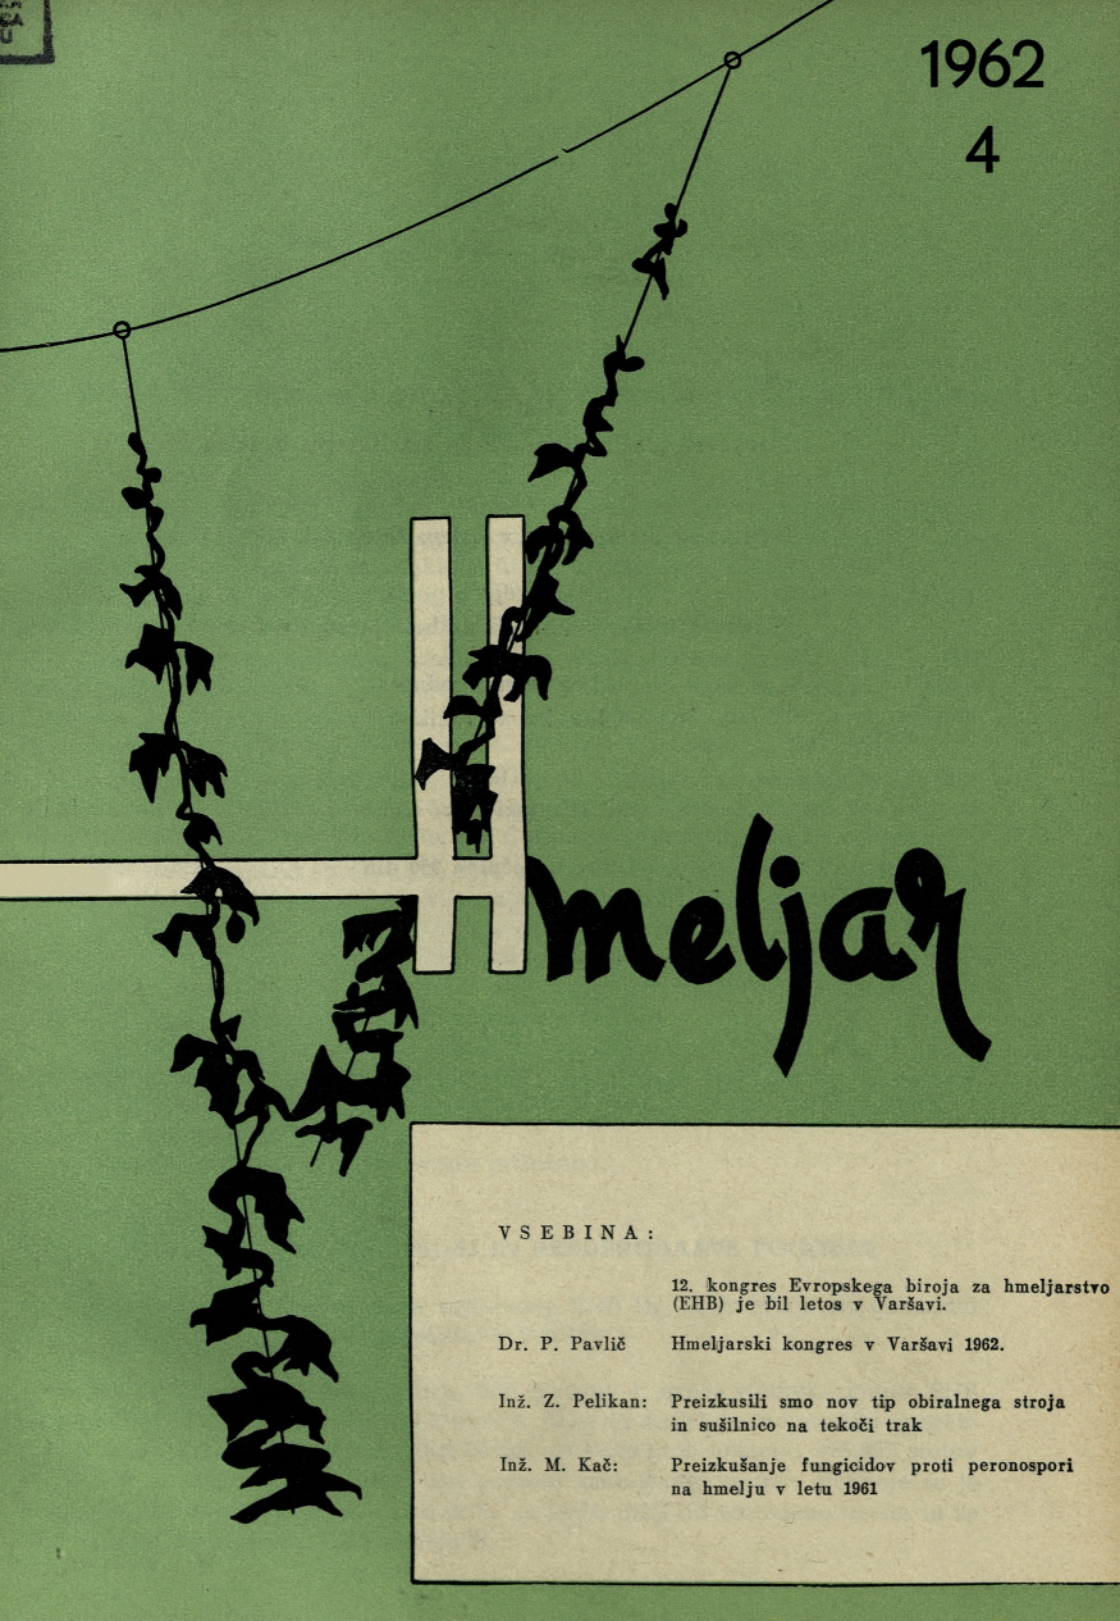 1962
4
Hmeljar
VSEBINA:
12. kongres Evropskega biroja za hmeljarstvo
(EHB) je bil letos v Varšavi.
Dr. P. Pavlič Hmeljarski kongres v Varšavi 1962.
Inž. Z. Pelikan: Preizkusili smo nov tip obiralnega stroja
in sušilnico na tekoči trak
Inž. M. Kač: Preizkušanje fungicidov proti peronospori
na hmelju v letu 1961